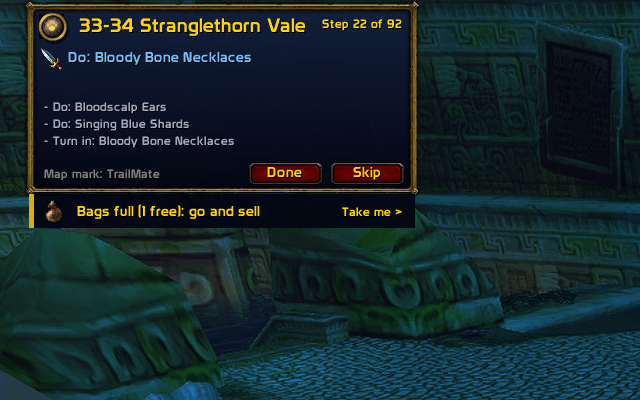 33-34 Stranglethorn Vale
Step 22 of 92
Do: Bloody Bone Necklaces
- Do: Bloodscalp Ears
- Do: Singing Blue Shards
- Turn in: Bloody Bone Necklaces
Map mark: TrailMate
Done
Skip
Bags full (1 free): go and sell
Take me >